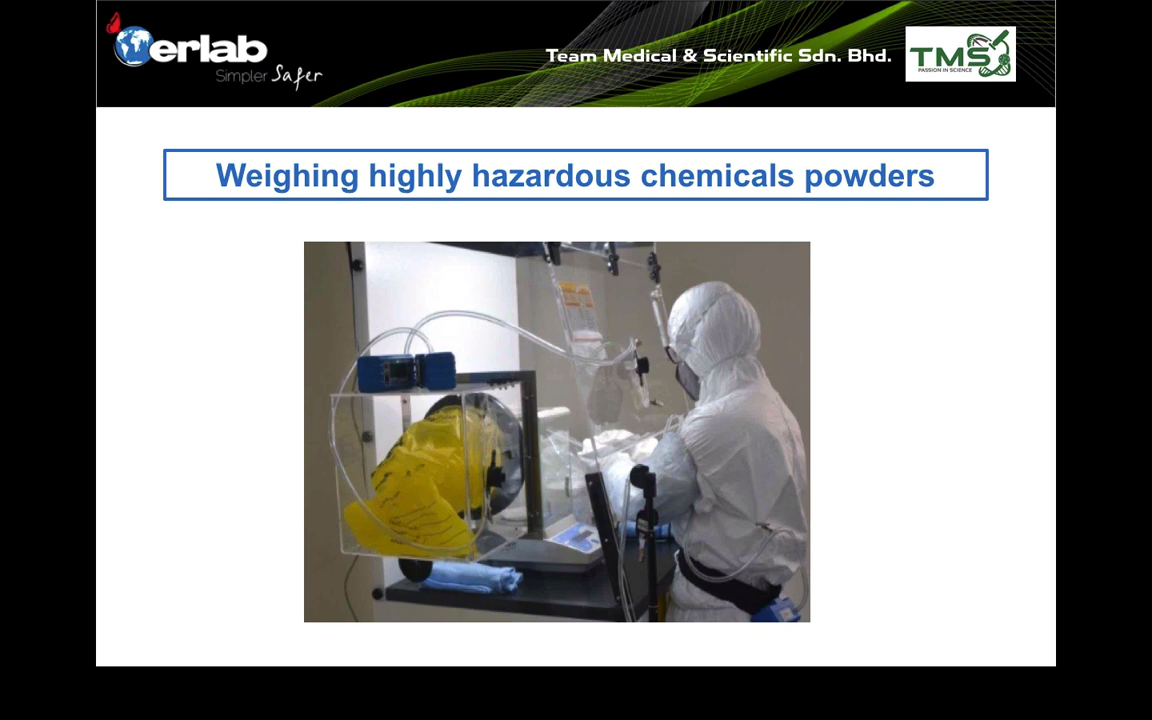 erlab
Simpler Safer
Team Medical & Scientific Sdn. Bhd.
TMS
PASSION IN SCIENCE
Weighing highly hazardous chemicals powders